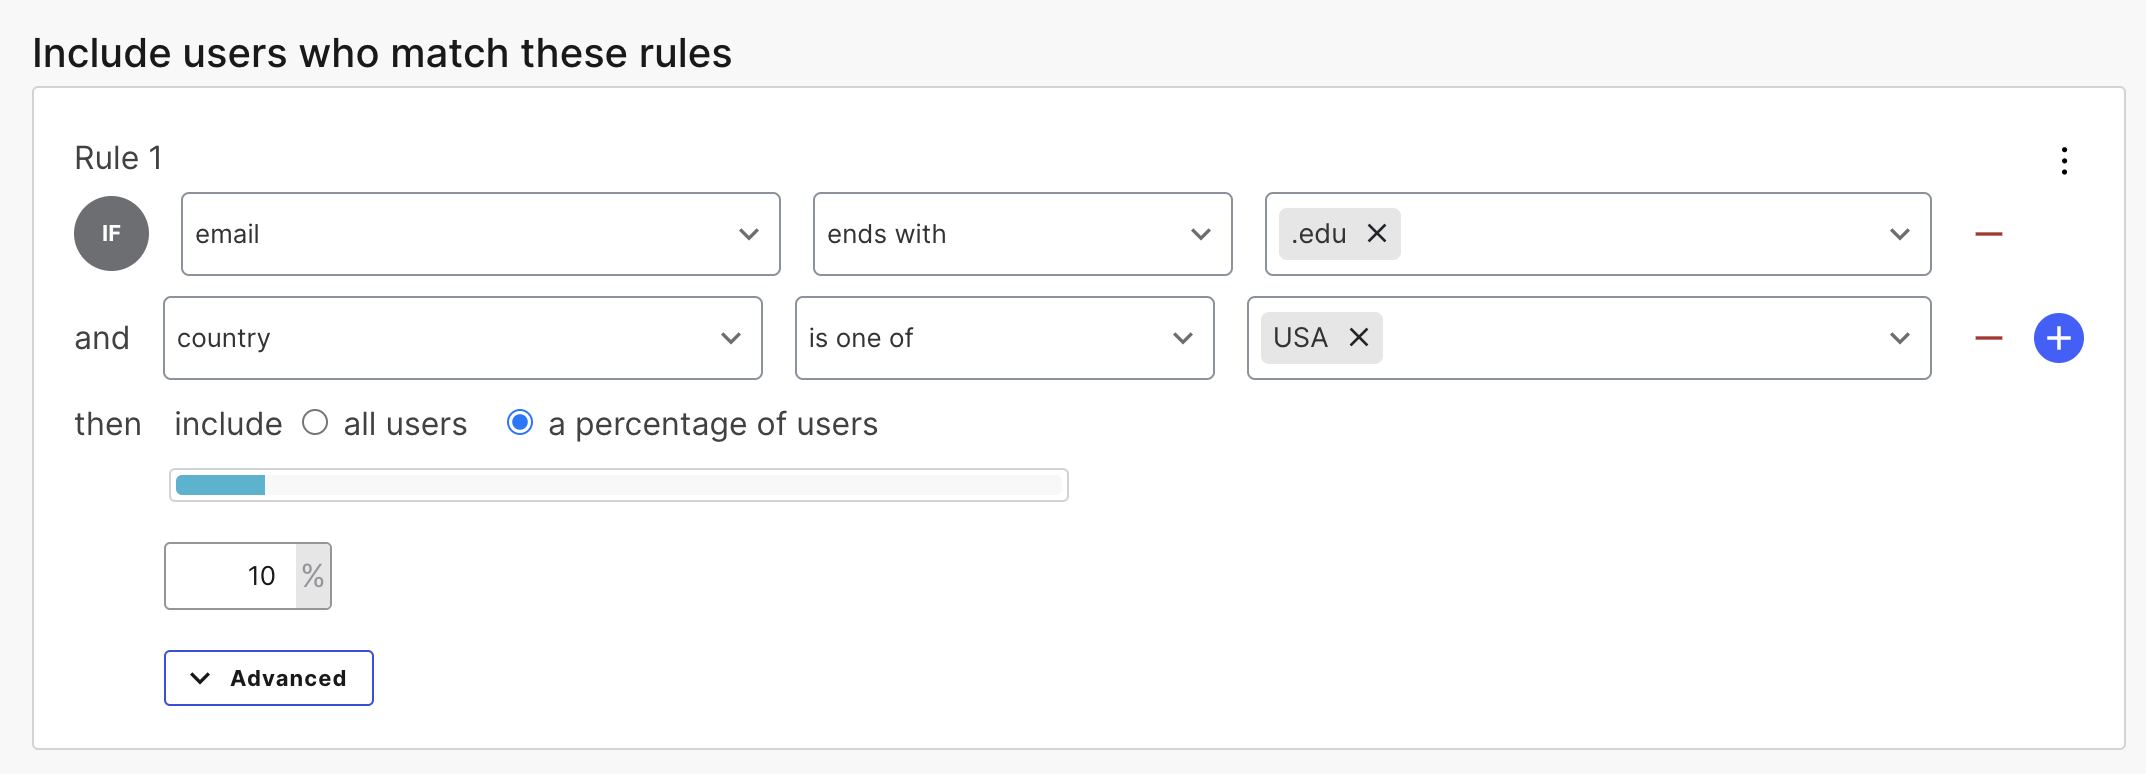 Include users who match these rules
Rule 1
IF email ends with .edu
and country is one of USA
then include all users a percentage of users
10 %
Advanced